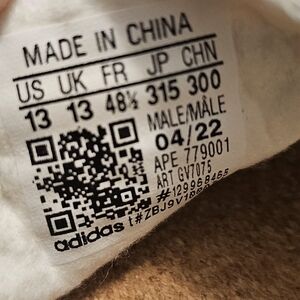 MADE IN CHINA
US UK FR JP CHN
13 13 48⅔ 315 300
MALE/MÂLE
04/22
APE 779001
ART GV7075
#129968465
adidas